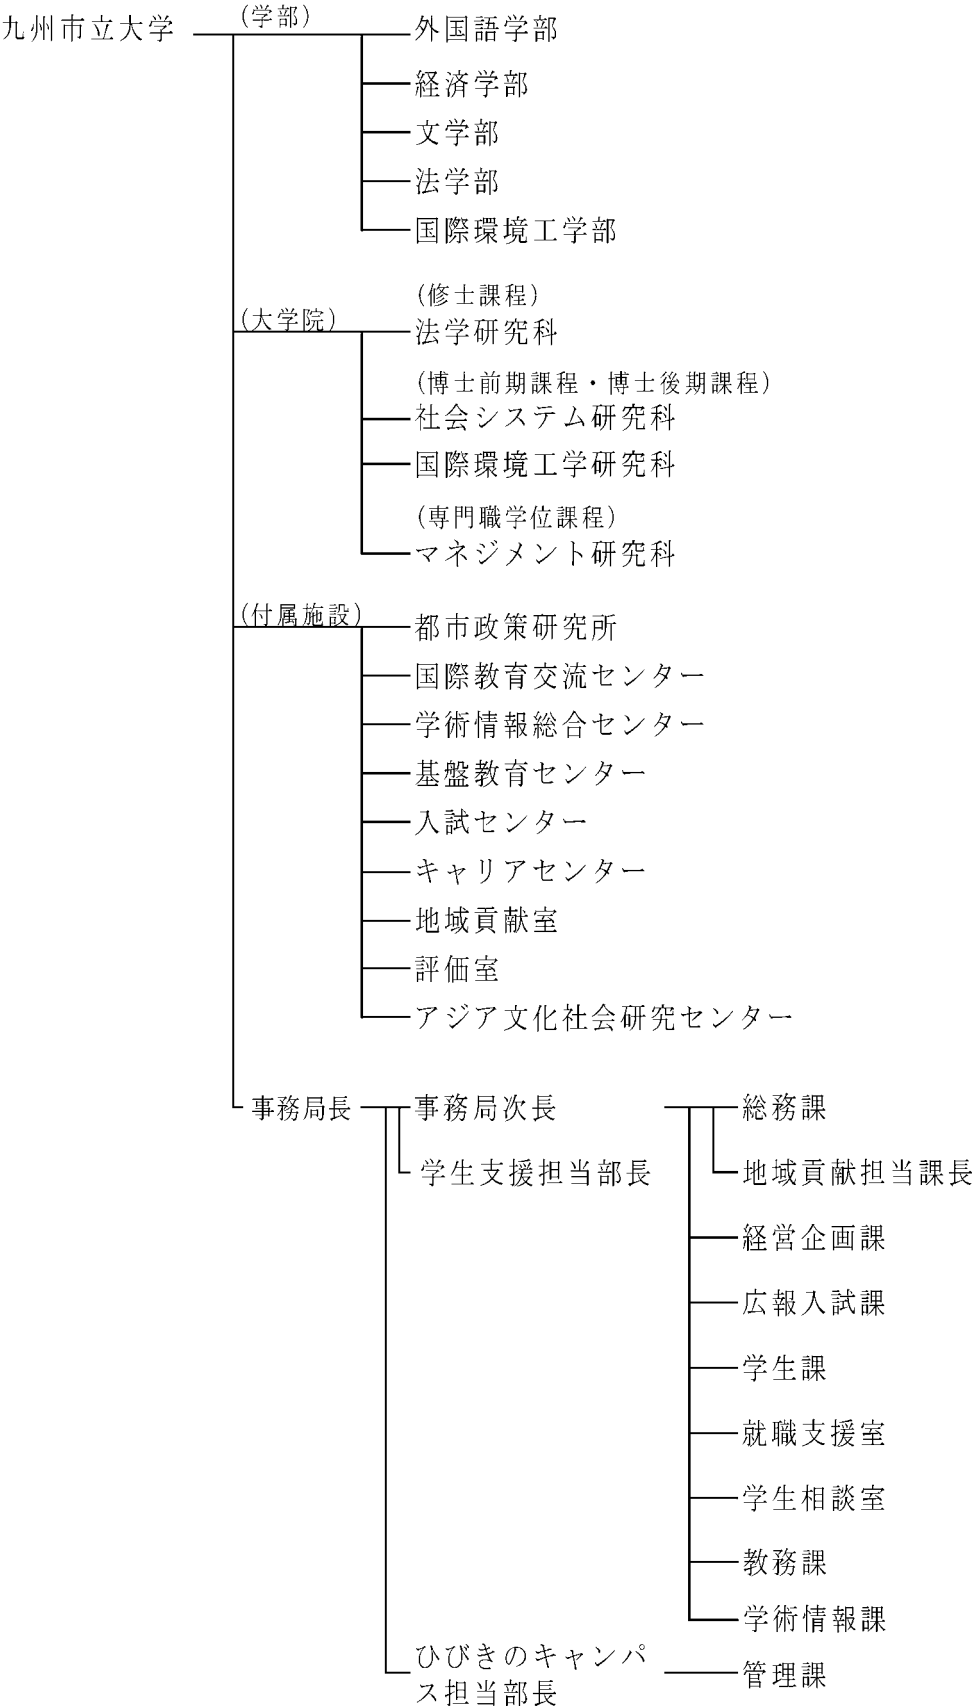 九州市立大学
(学部)
外国語学部
経済学部
文学部
法学部
国際環境工学部
(大学院)
(修士課程)
法学研究科
(博士前期課程・博士後期課程)
社会システム研究科
国際環境工学研究科
(専門職学位課程)
マネジメント研究科
(付属施設)
都市政策研究所
国際教育交流センター
学術情報総合センター
基盤教育センター
入試センター
キャリアセンター
地域貢献室
評価室
アジア文化社会研究センター
事務局長
事務局次長
学生支援担当部長
総務課
地域貢献担当課長
経営企画課
広報入試課
学生課
就職支援室
学生相談室
教務課
学術情報課
ひびきのキャンパ
ス担当部長
管理課